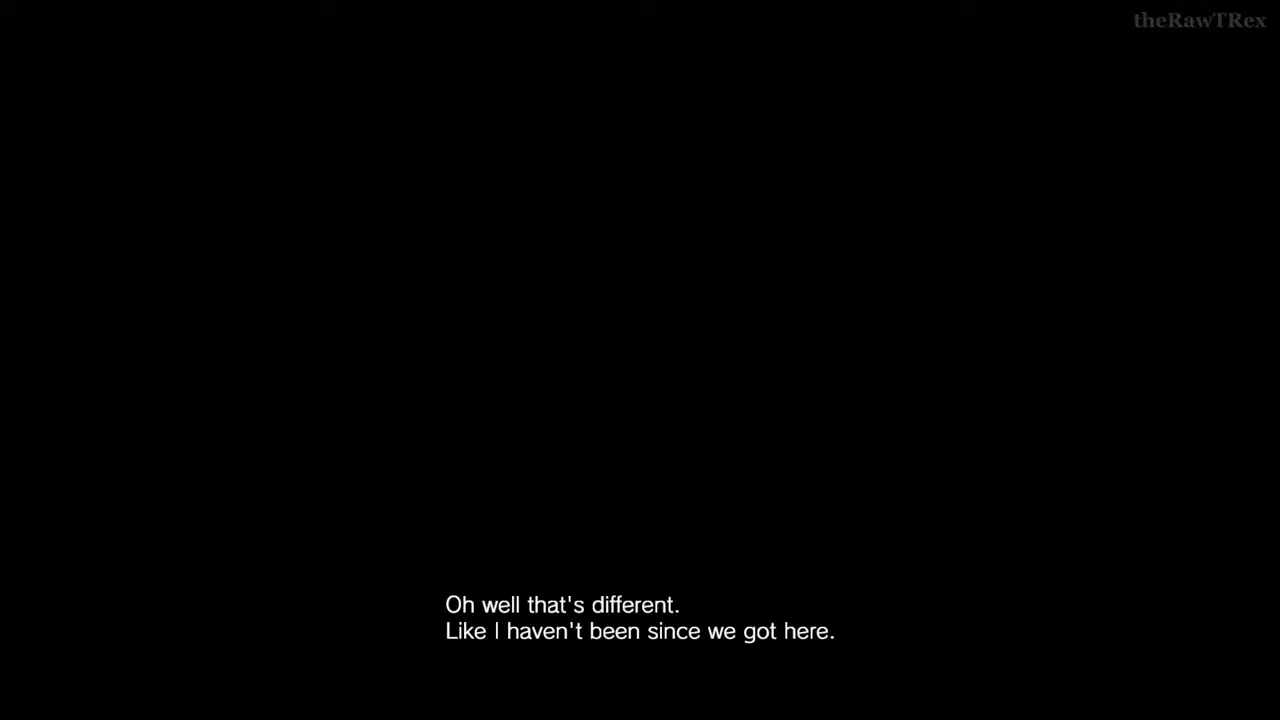 theRawTRex
Oh well that's different.
Like I haven't been since we got here.